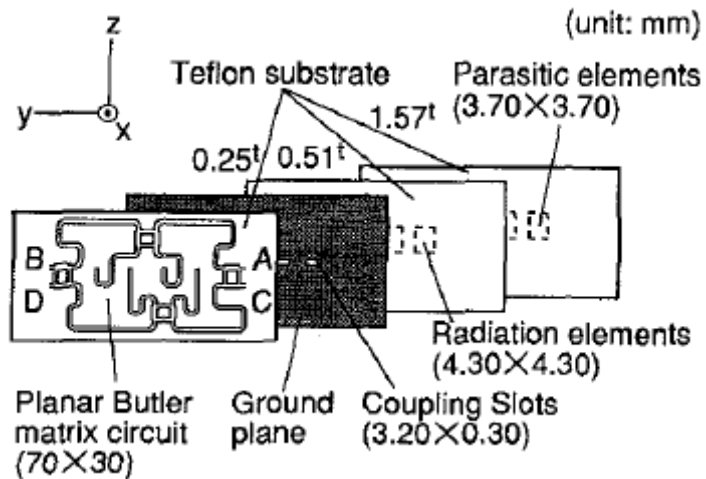 (unit: mm)
z
y
x
Teflon substrate
Parasitic elements
(3.70×3.70)
1.57ᵗ
0.25ᵗ
0.51ᵗ
B
A
D
C
Radiation elements
(4.30×4.30)
Planar Butler
matrix circuit
(70×30)
Ground
plane
Coupling Slots
(3.20×0.30)